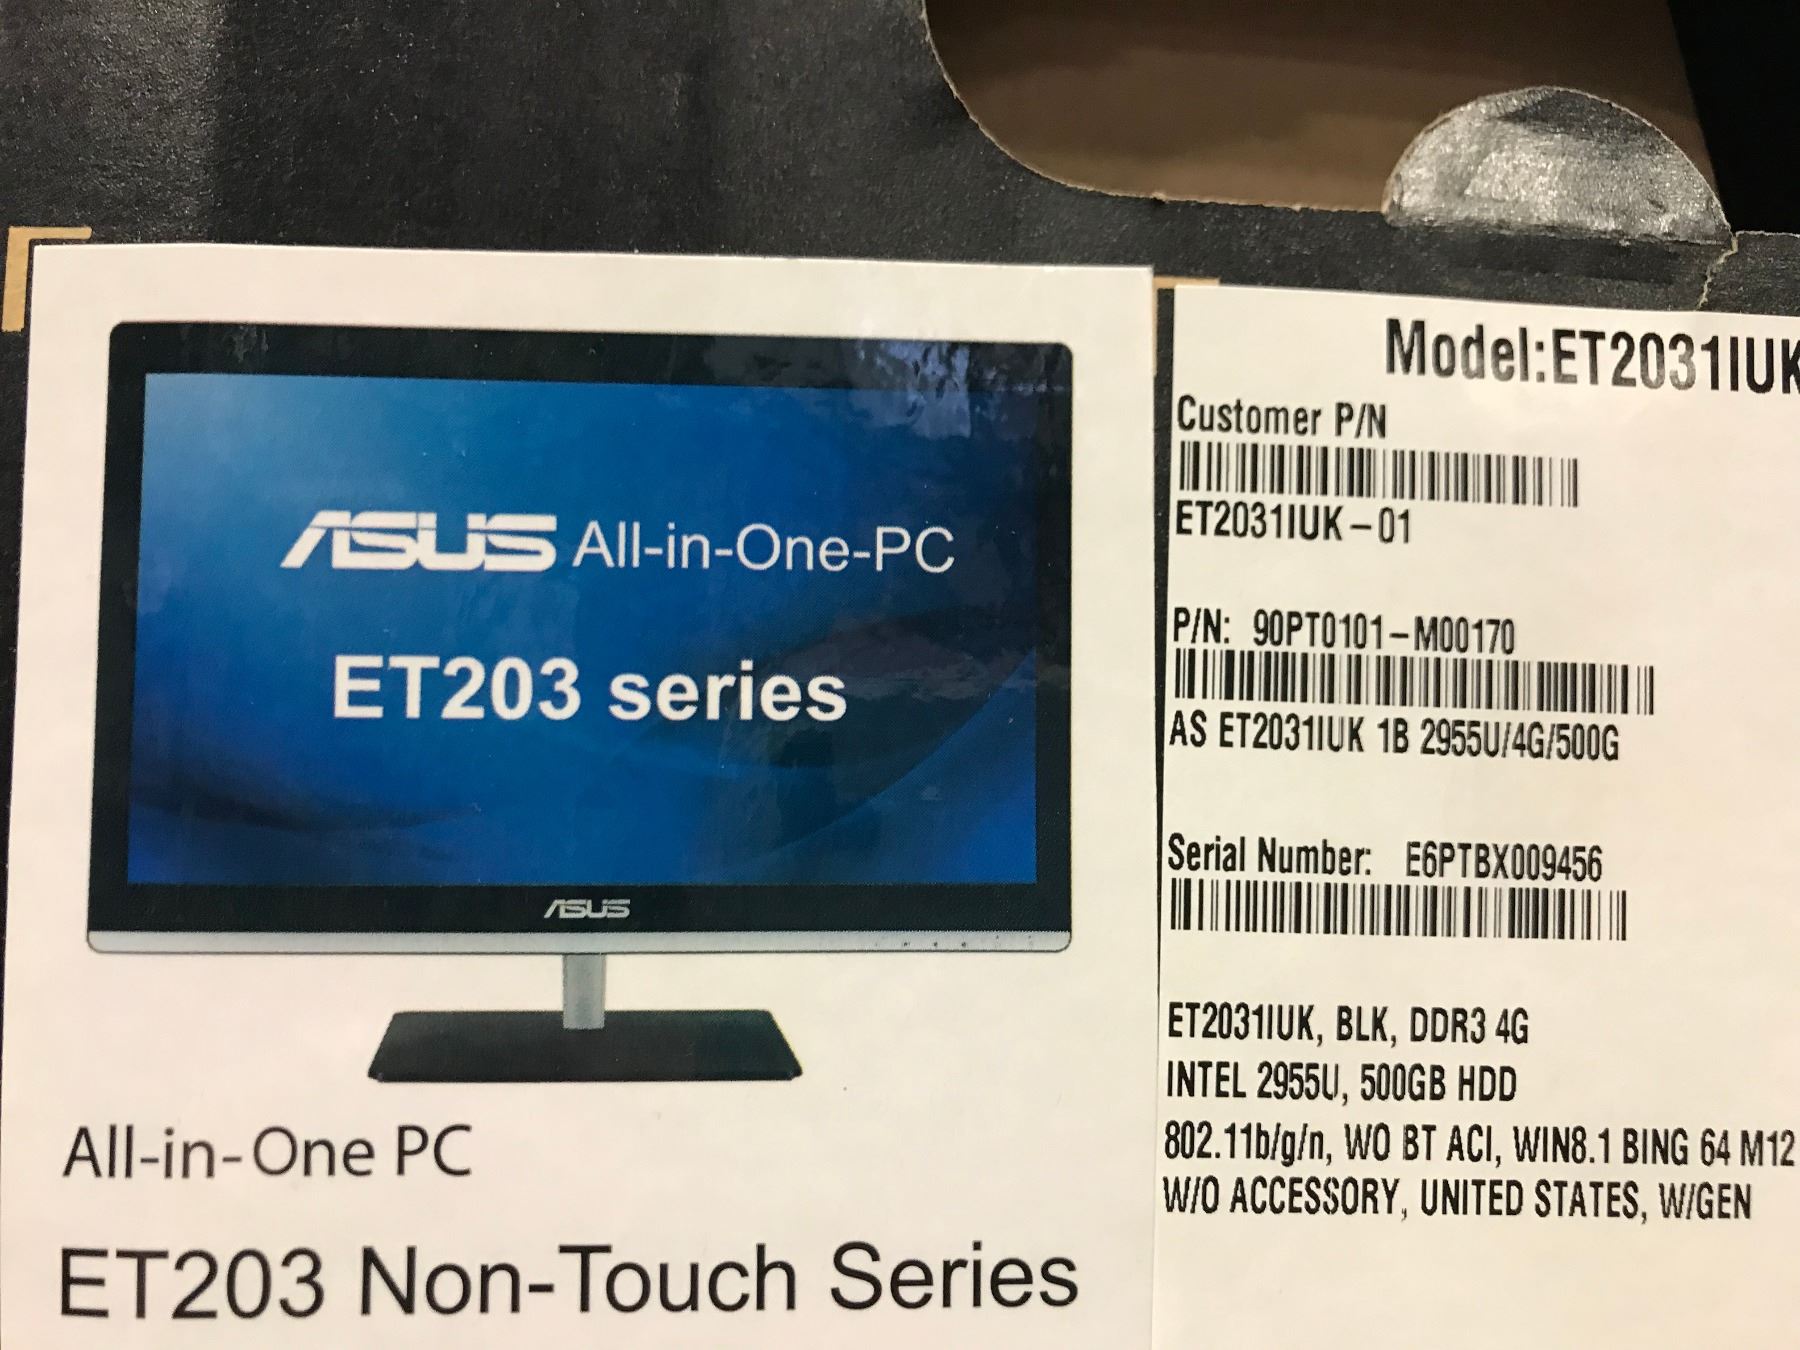 ASUS All-in-One-PC
ET203 series
ASUS
All-in-One PC
ET203 Non-Touch Series
Model:ET2031IUK
Customer P/N
ET2031IUK-01
P/N: 90PT0101-M00170
AS ET2031IUK 1B 2955U/4G/500G
Serial Number: E6PTBX009456
ET2031IUK, BLK, DDR3 4G
INTEL 2955U, 500GB HDD
802.11b/g/n, WO BT ACI, WIN8.1 BING 64 M12
W/O ACCESSORY, UNITED STATES, W/GEN